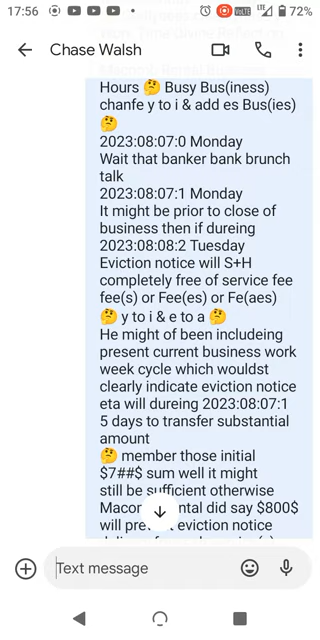 17:56
72%
Chase Walsh
Hours 🤔 Busy Bus(iness)
chanfe y to i & add es Bus(ies)
🤔
2023:08:07:0 Monday
Wait that banker bank brunch
talk
2023:08:07:1 Monday
It might be prior to close of
business then if dureing
2023:08:08:2 Tuesday
Eviction notice will S+H
completely free of service fee
fee(s) or Fee(es) or Fe(aes)
🤔 y to i & e to a 🤔
He might of been includeing
present current business work
week cycle which wouldst
clearly indicate eviction notice
eta will dureing 2023:08:07:1
5 days to transfer substantial
amount
🤔 member those initial
$7##$ sum well it might
still be sufficient otherwise
did say $800$
will eviction notice
Text message